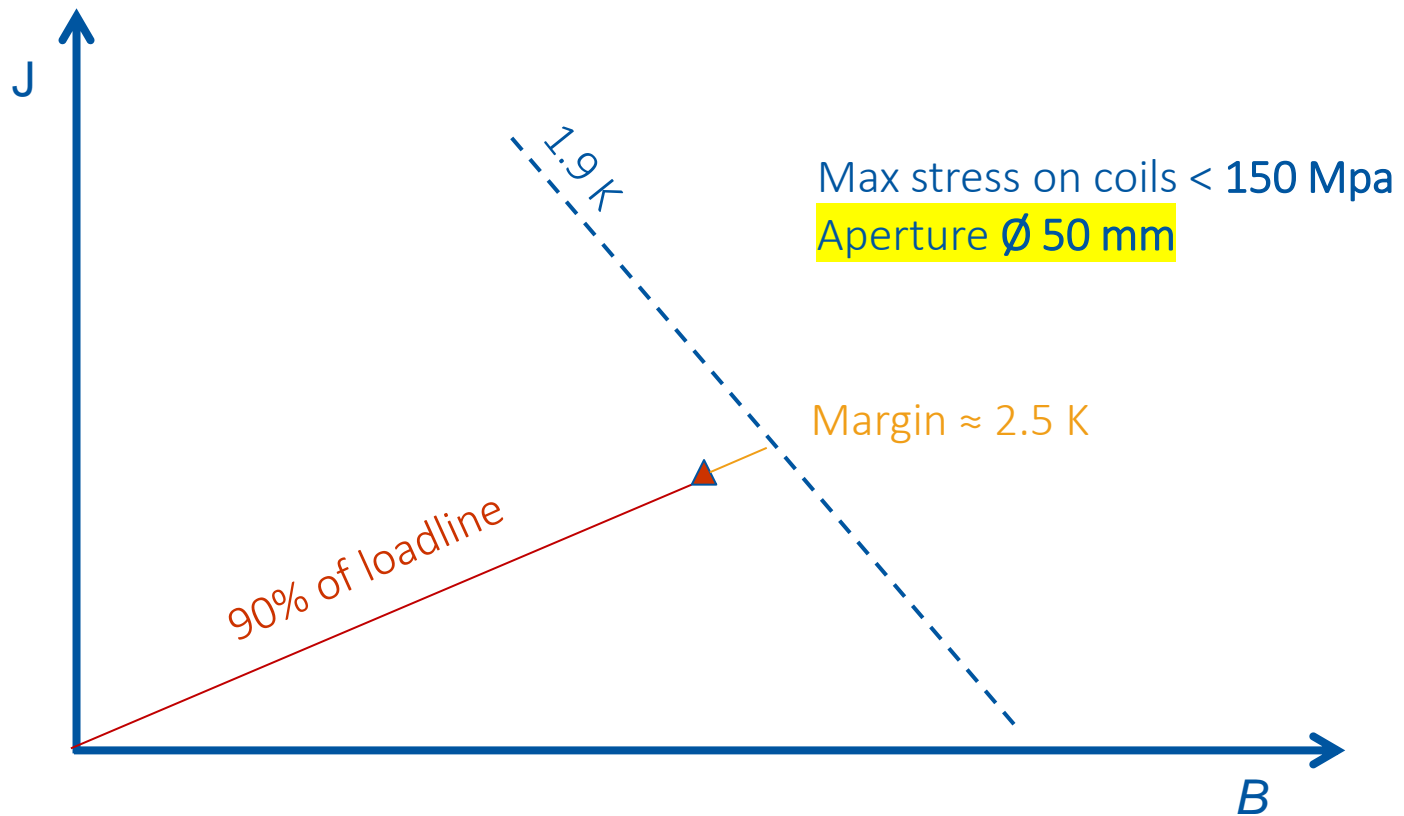 J
1.9 K
Max stress on coils < 150 Mpa
Aperture Ø 50 mm
Margin ≈ 2.5 K
90% of loadline
B